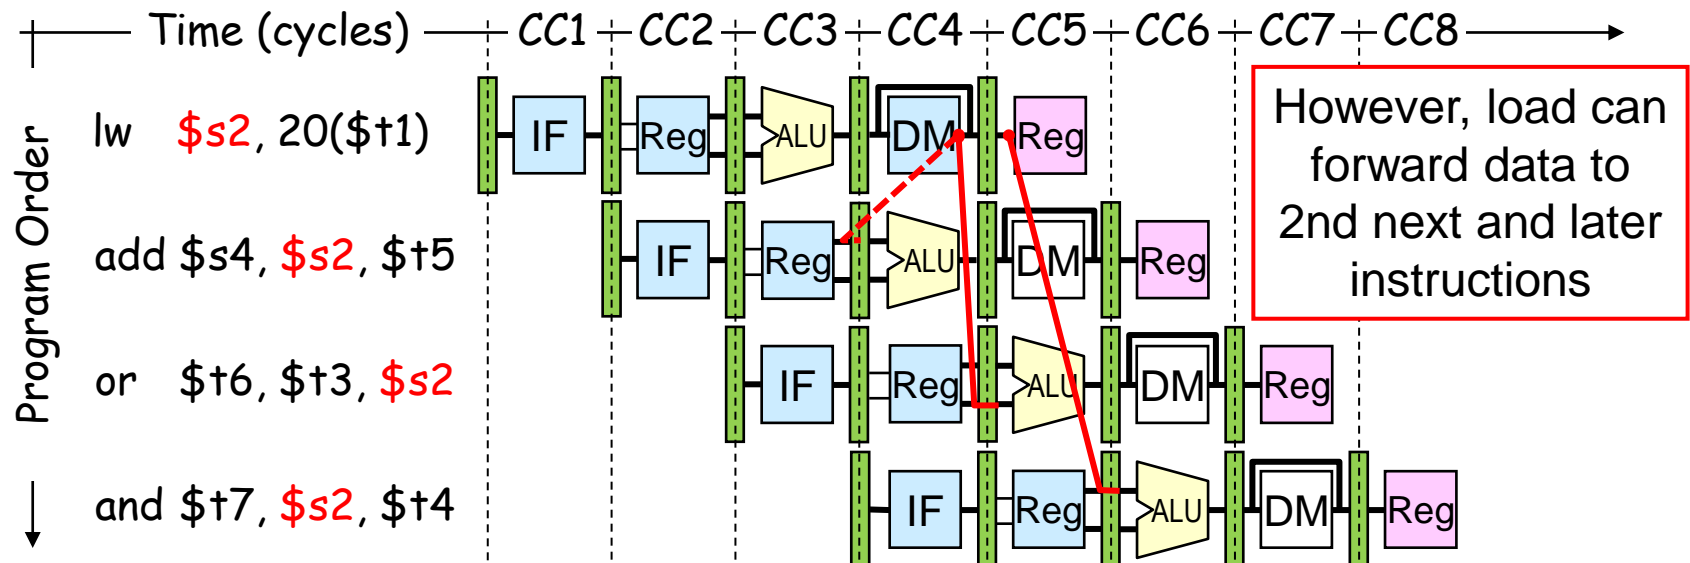 Time (cycles) CC1 CC2 CC3 CC4 CC5 CC6 CC7 CC8
Program Order
lw $s2, 20($t1) IF Reg ALU DM Reg
add $s4, $s2, $t5 IF Reg ALU DM Reg
or $t6, $t3, $s2 IF Reg ALU DM Reg
and $t7, $s2, $t4 IF Reg ALU DM Reg
However, load can
forward data to
2nd next and later
instructions